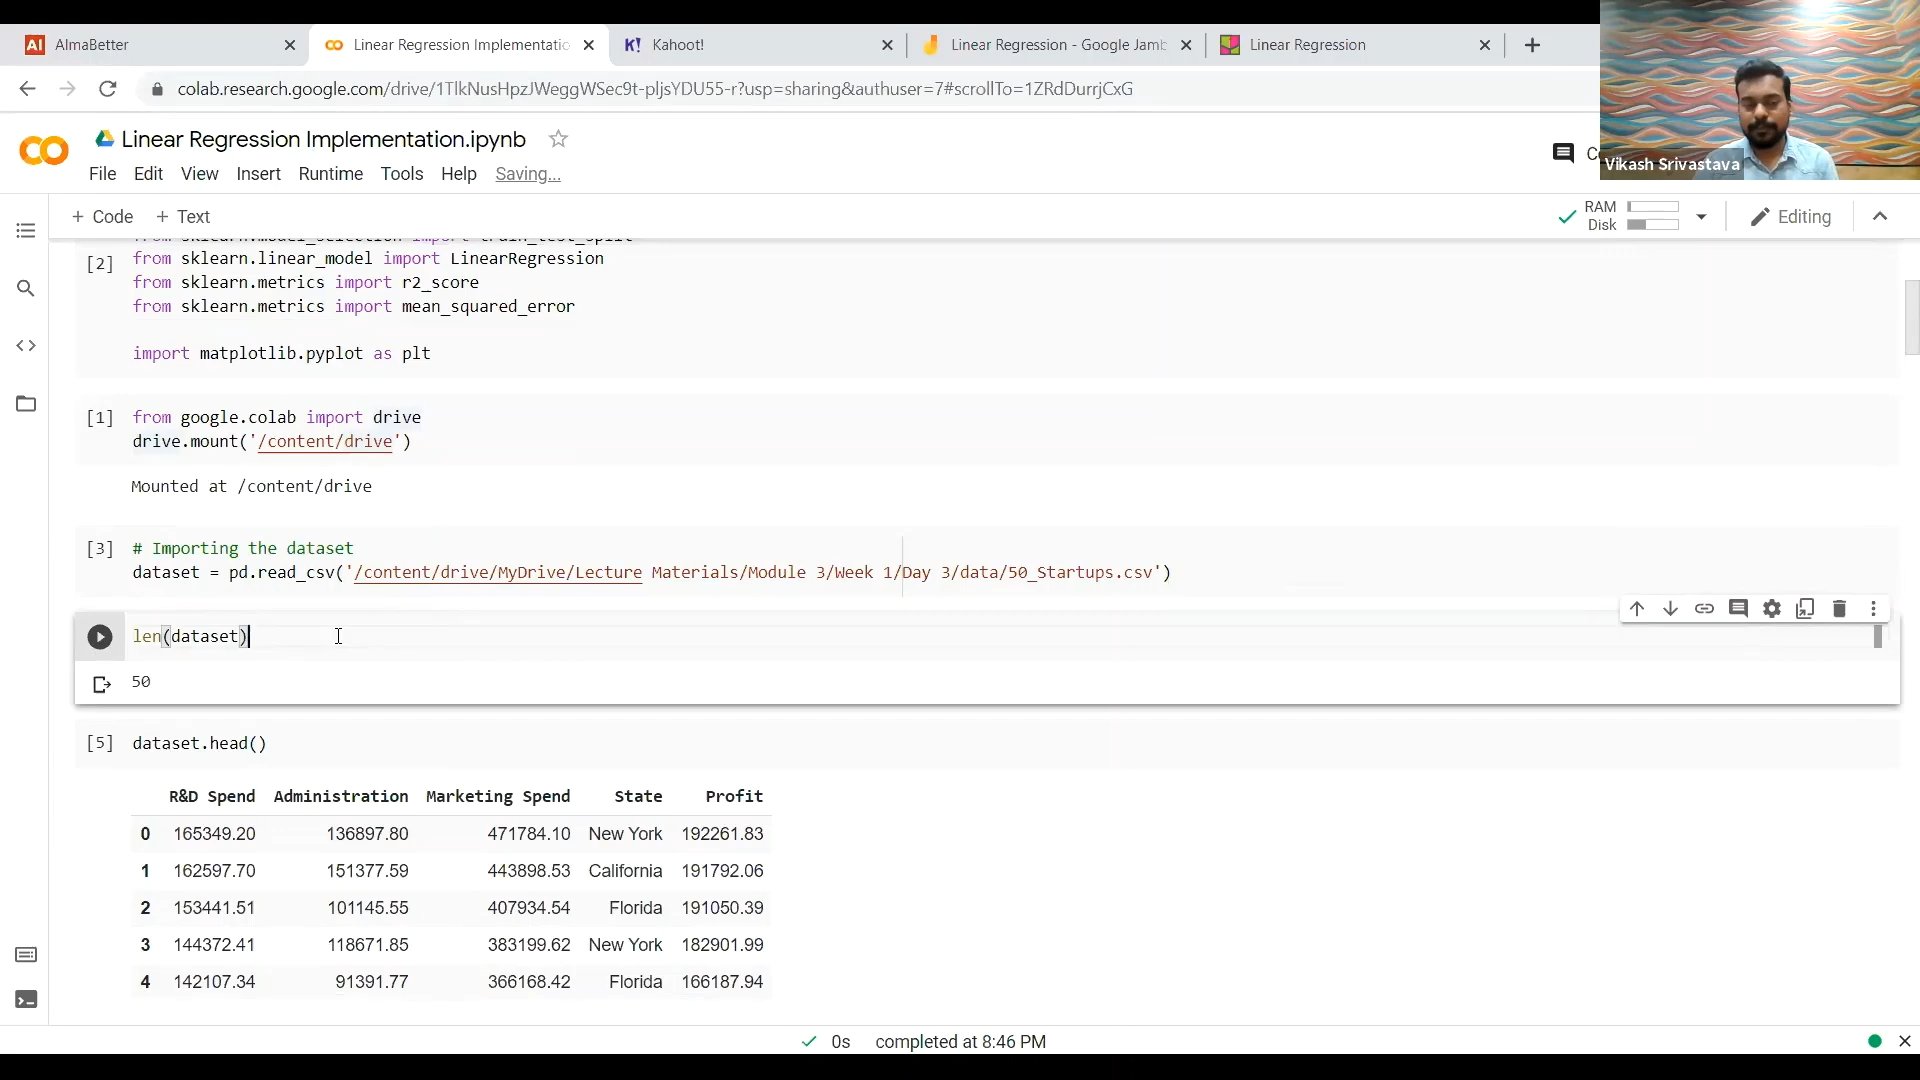 AI AlmaBetter
Linear Regression Implementatio
K! Kahoot!
Linear Regression - Google Jamb
Linear Regression
colab.research.google.com/drive/1TlkNusHpzJWeggWSec9t-pljsYDU55-r?usp=sharing&authuser=7#scrollTo=1ZRdDurrjCxG
Linear Regression Implementation.ipynb
File Edit View Insert Runtime Tools Help Saving...
Vikash Srivastava
+ Code + Text
RAM
Disk
Editing
from sklearn.model_selection import train_test_split
[2] from sklearn.linear_model import LinearRegression
from sklearn.metrics import r2_score
from sklearn.metrics import mean_squared_error
import matplotlib.pyplot as plt
[1] from google.colab import drive
drive.mount('/content/drive')
Mounted at /content/drive
[3] # Importing the dataset
dataset = pd.read_csv('/content/drive/MyDrive/Lecture Materials/Module 3/Week 1/Day 3/data/50_Startups.csv')
len(dataset)
50
[5] dataset.head()
R&D Spend Administration Marketing Spend State Profit
0 165349.20 136897.80 471784.10 New York 192261.83
1 162597.70 151377.59 443898.53 California 191792.06
2 153441.51 101145.55 407934.54 Florida 191050.39
3 144372.41 118671.85 383199.62 New York 182901.99
4 142107.34 91391.77 366168.42 Florida 166187.94
0s completed at 8:46 PM